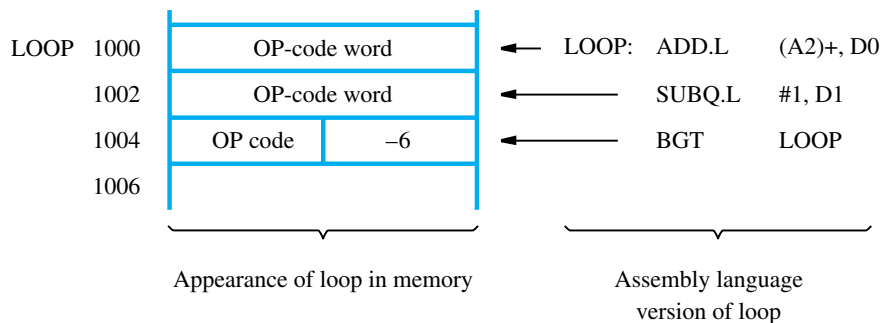 LOOP 1000 OP-code word LOOP: ADD.L (A2)+, D0
1002 OP-code word SUBQ.L #1, D1
1004 OP code –6 BGT LOOP
1006
Appearance of loop in memory
Assembly language
version of loop